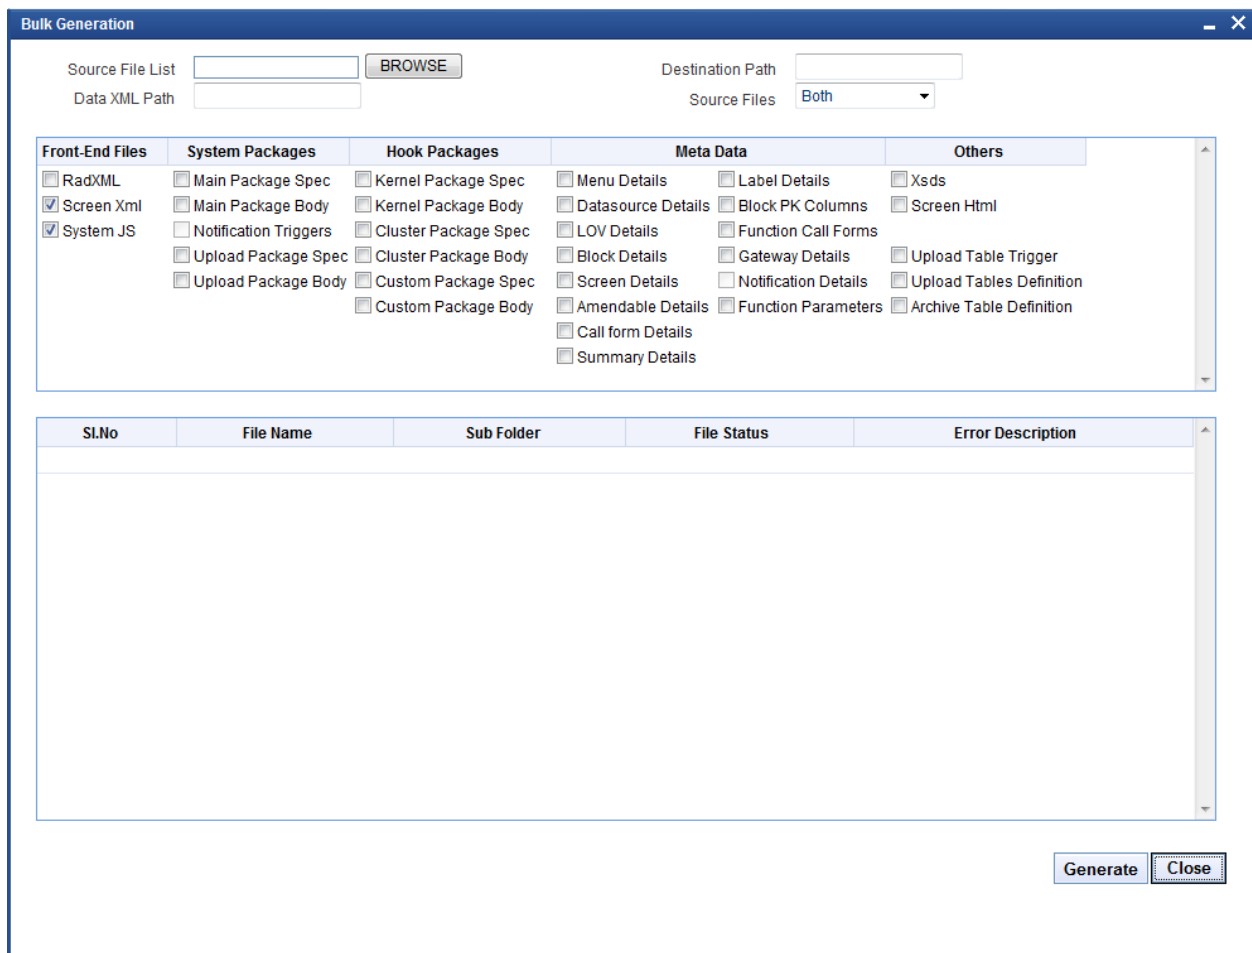 Bulk Generation
Source File List BROWSE Destination Path
Data XML Path Source Files Both
Front-End Files System Packages Hook Packages Meta Data Others
RadXML Main Package Spec Kernel Package Spec Menu Details Label Details Xsds
Screen Xml Main Package Body Kernel Package Body Datasource Details Block PK Columns Screen Html
System JS Notification Triggers Cluster Package Spec LOV Details Function Call Forms
Upload Package Spec Cluster Package Body Block Details Gateway Details Upload Table Trigger
Upload Package Body Custom Package Spec Screen Details Notification Details Upload Tables Definition
Custom Package Body Amendable Details Function Parameters Archive Table Definition
Call form Details
Summary Details
Sl.No File Name Sub Folder File Status Error Description
Generate Close